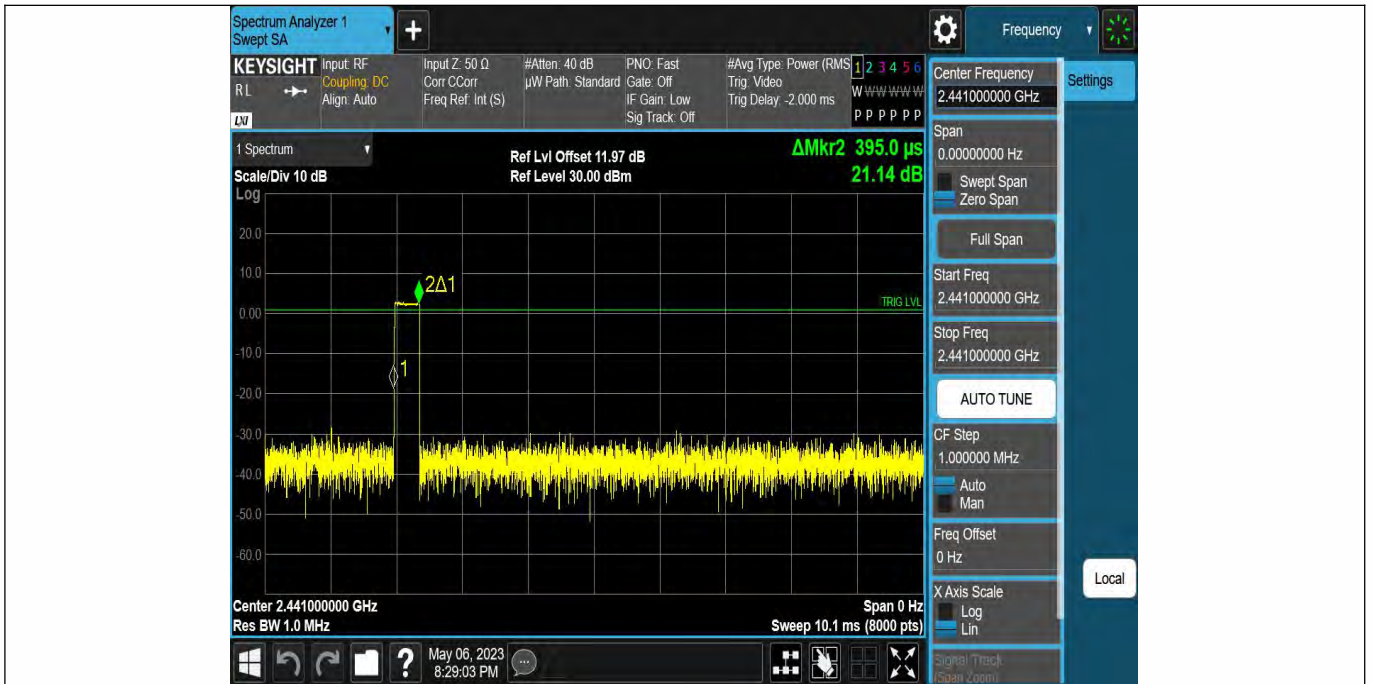 Spectrum Analyzer 1
Swept SA
+
Frequency
KEYSIGHT
R L
LXI
Input: RF
Coupling: DC
Align: Auto
Input Z: 50 Ω
Corr CCorr
Freq Ref: Int (S)
#Atten: 40 dB
µW Path: Standard
PNO: Fast
Gate: Off
IF Gain: Low
Sig Track: Off
#Avg Type: Power (RMS
Trig: Video
Trig Delay: -2.000 ms
1 2 3 4 5 6
W W W W W W
P P P P P P
Center Frequency
2.441000000 GHz
Settings
1 Spectrum
Scale/Div 10 dB
Ref Lvl Offset 11.97 dB
Ref Level 30.00 dBm
ΔMkr2 395.0 µs
21.14 dB
Log
20.0
10.0
0.00
-10.0
-20.0
-30.0
-40.0
-50.0
-60.0
2Δ1
1
TRIG LVL
Center 2.441000000 GHz
Res BW 1.0 MHz
Span 0 Hz
Sweep 10.1 ms (8000 pts)
Span
0.00000000 Hz
Swept Span
Zero Span
Full Span
Start Freq
2.441000000 GHz
Stop Freq
2.441000000 GHz
AUTO TUNE
CF Step
1.000000 MHz
Auto
Man
Freq Offset
0 Hz
X Axis Scale
Log
Lin
Signal Track
(Span Zoom)
Local
?
May 06, 2023
8:29:03 PM